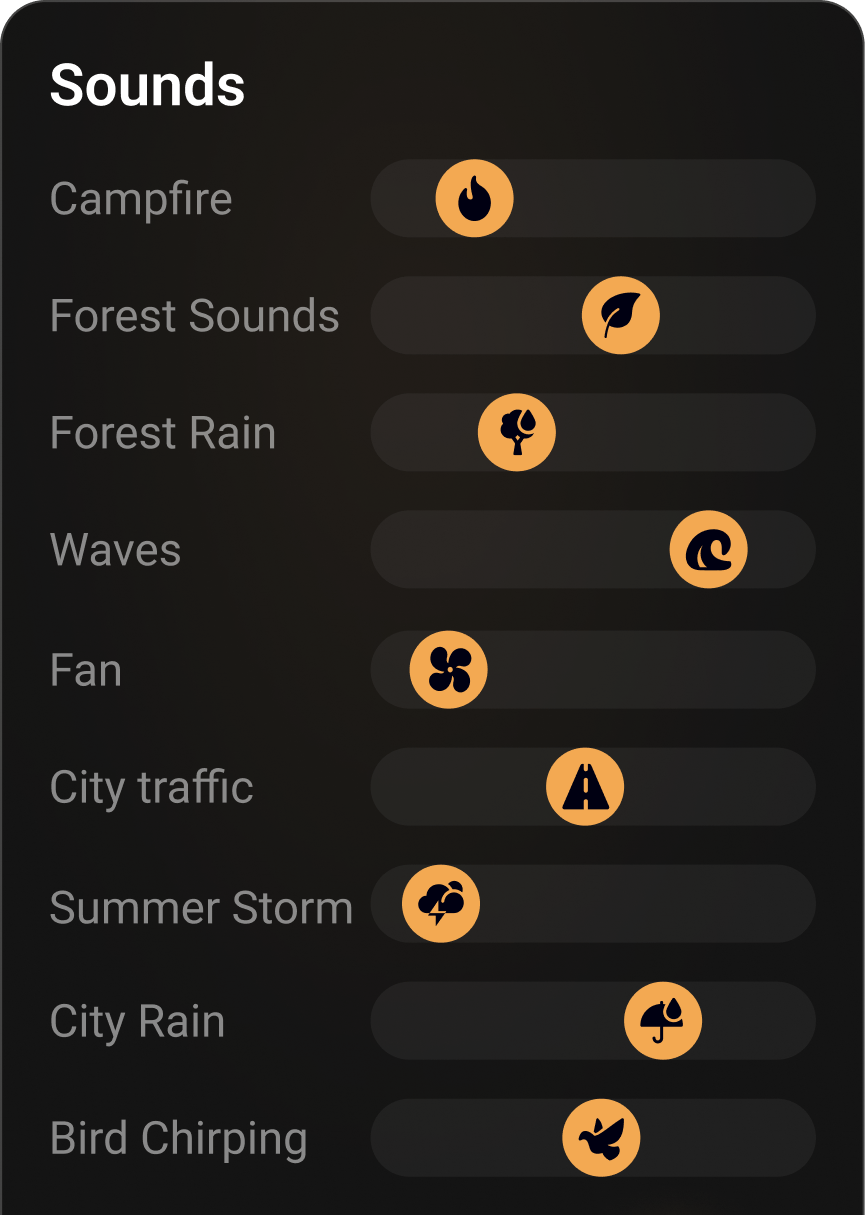 Sounds
Campfire
Forest Sounds
Forest Rain
Waves
Fan
City traffic
Summer Storm
City Rain
Bird Chirping